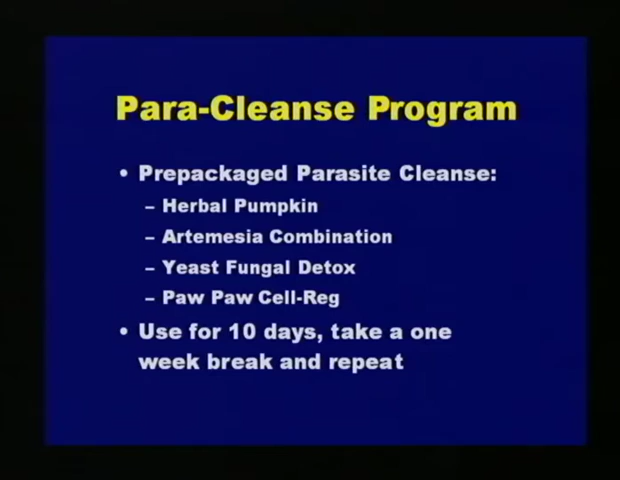 Para-Cleanse Program
• Prepackaged Parasite Cleanse:
– Herbal Pumpkin
– Artemesia Combination
– Yeast Fungal Detox
– Paw Paw Cell-Reg
• Use for 10 days, take a one
week break and repeat